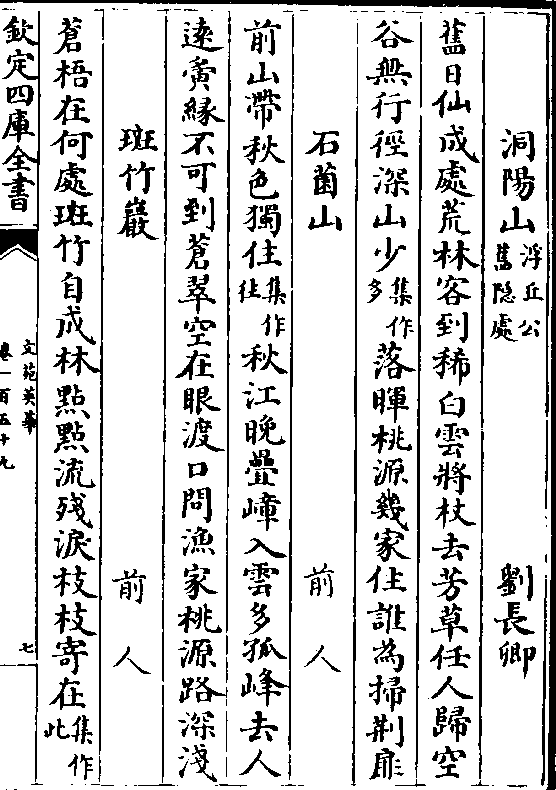 洞陽山浮丘公舊隐處 劉長卿
舊日仙成處荒林客到稀白雲將杖去芳草任人歸空
谷無行徑深山少集作多落暉桃源幾家住誰為掃荆扉
石菌山 前人
前山帶秋色獨住集作往秋江晚疊嶂入雲多孤峰去人
逺夤縁不可到蒼翠空在眼渡口問漁家桃源路深淺
斑竹巖 前人
蒼梧在何處斑竹自成林點點流殘淚枝枝寄在集作此
欽定四庫全書
文苑英華
卷一百五十九
七